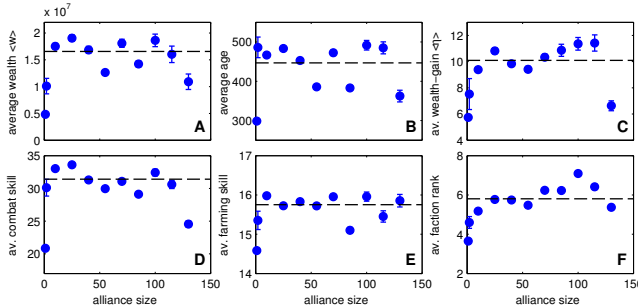 x 10^7
2
1.5
1
0.5
0
average wealth <w>
A
500
400
300
average age
B
12
10
8
6
4
av. wealth-gain <η>
C
35
30
25
20
av. combat skill
D
0 50 100 150
alliance size
17
16
15
14
av. farming skill
E
0 50 100 150
alliance size
8
6
4
2
av. faction rank
F
0 50 100 150
alliance size